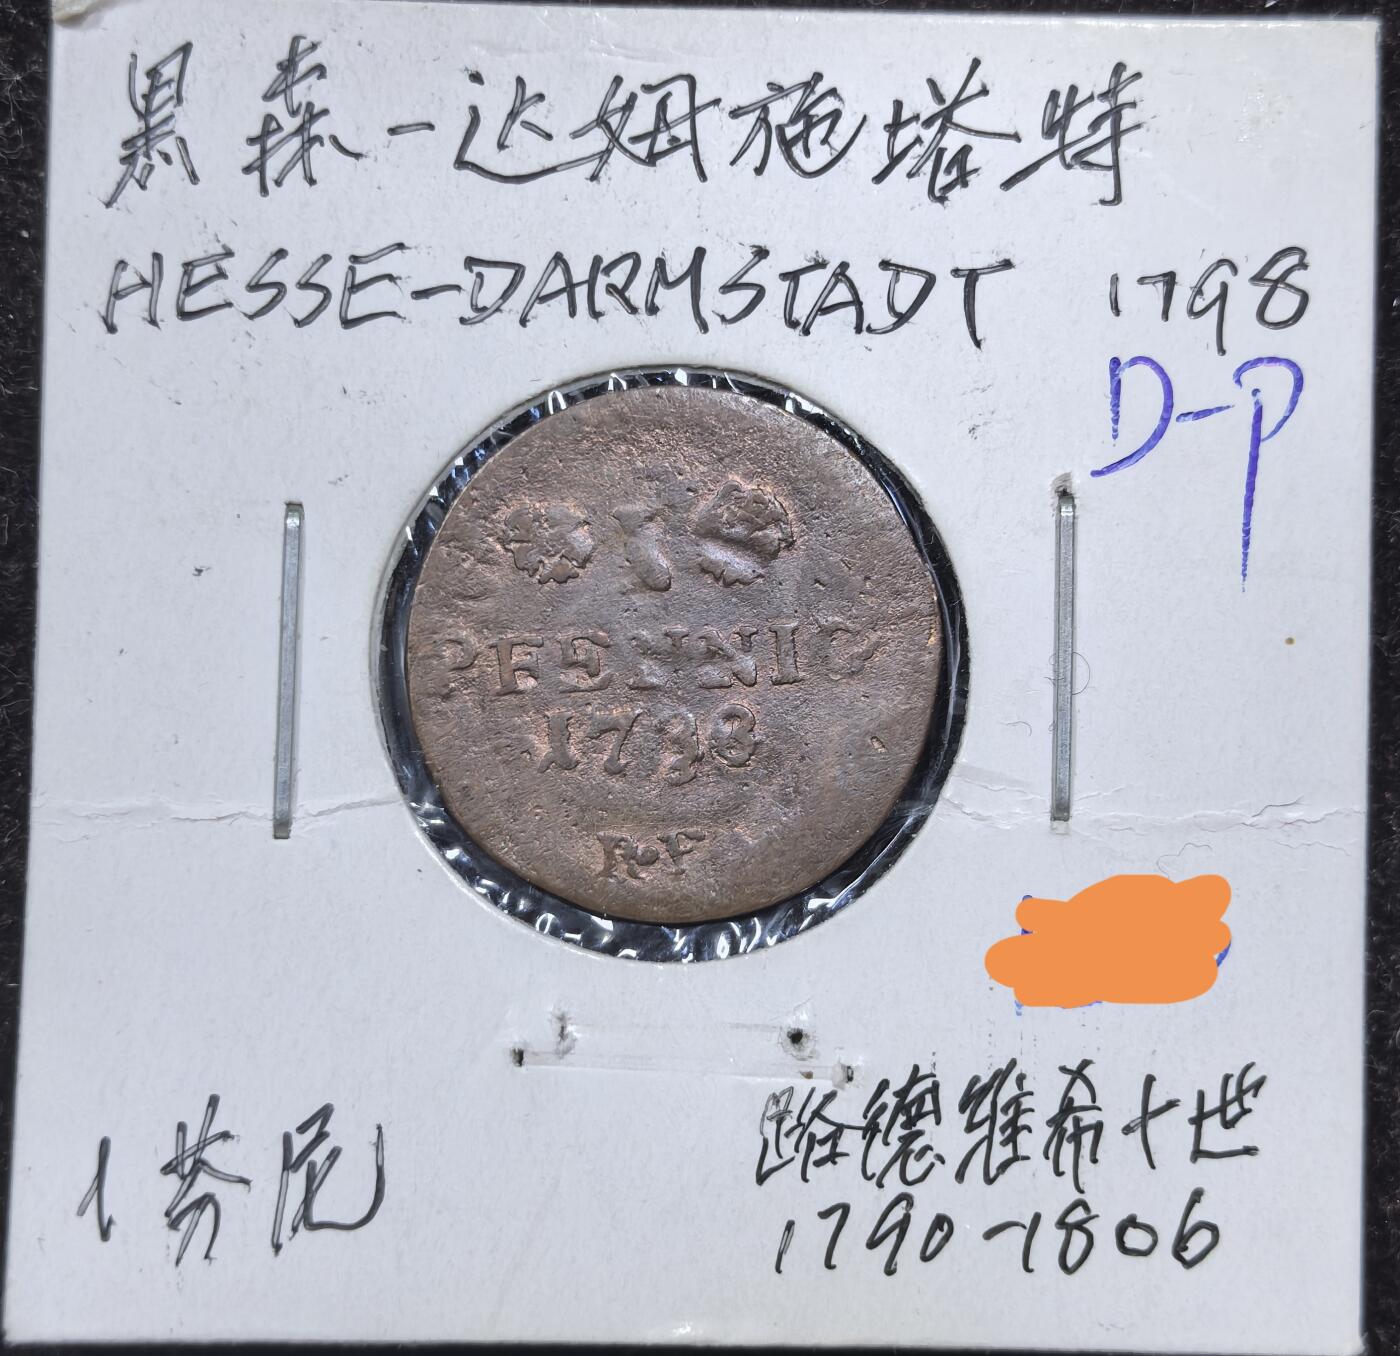 黑森-达姆施塔特
HESSE-DARMSTADT 1798
D-P
I
PFENNIG
1798
R·F
1芬尼
路德维希十世
1790-1806